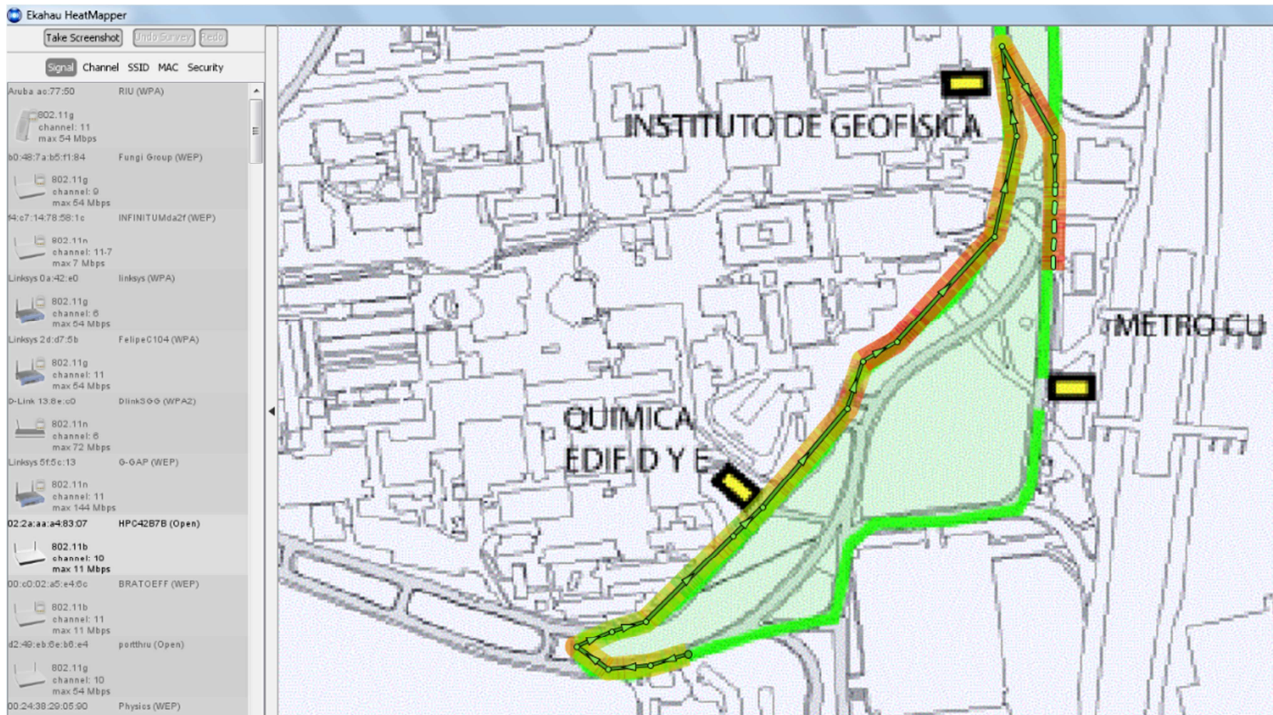 Ekahau HeatMapper
Take Screenshot Undo Survey Redo
Signal Channel SSID MAC Security
Aruba ac:77:50 RIU (WPA)
802.11g
channel: 11
max 54 Mbps
b0:48:7a:b5:f1:84 Fungi Group (WEP)
802.11g
channel: 9
max 54 Mbps
f4:c7:14:78:58:1c INFINITUMda2f (WEP)
802.11n
channel: 11-7
max 7 Mbps
Linksys 0a:42:e0 linksys (WPA)
802.11g
channel: 6
max 54 Mbps
Linksys 2d:d7:5b FelipeC104 (WPA)
802.11g
channel: 11
max 54 Mbps
D-Link 13:8e:c0 DlinkSGG (WPA2)
802.11n
channel: 6
max 72 Mbps
Linksys 5f:5c:13 G-GAP (WEP)
802.11n
channel: 11
max 144 Mbps
02:2a:aa:a4:83:07 HPC4287B (Open)
802.11b
channel: 10
max 11 Mbps
00:c0:02:a5:e4:6c BRATOEFF (WEP)
802.11b
channel: 11
max 11 Mbps
d2:49:eb:6e:b6:e4 portthru (Open)
802.11g
channel: 10
max 54 Mbps
00:24:38:29:05:90 Physics (WEP)
INSTITUTO DE GEOFISICA
METRO CU
QUIMICA
EDIF. D Y E